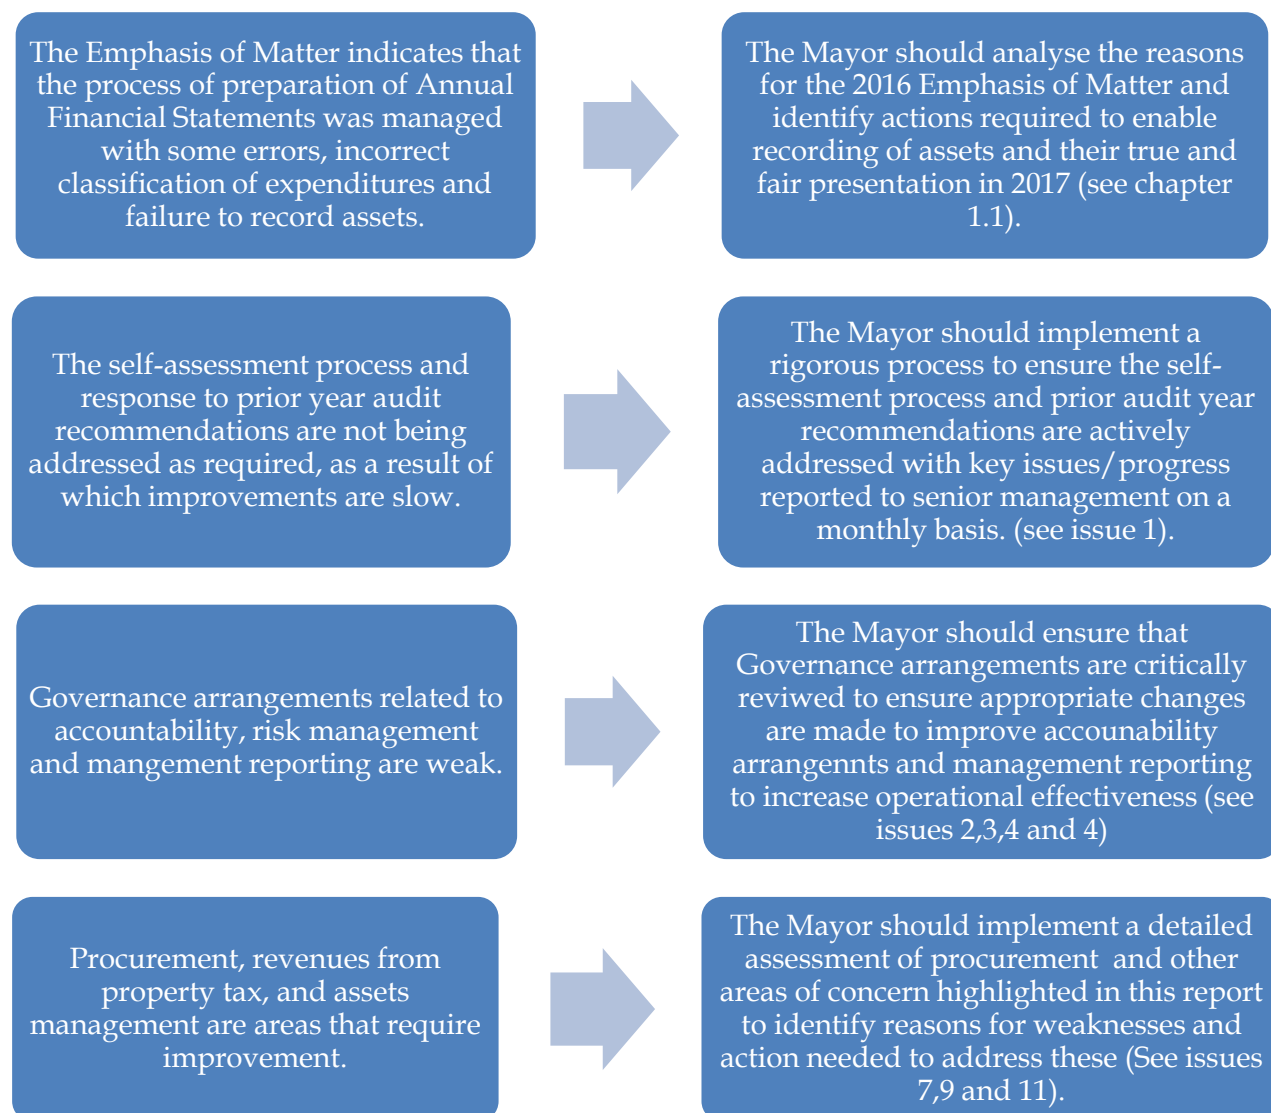 The Emphasis of Matter indicates that
the process of preparation of Annual
Financial Statements was managed
with some errors, incorrect
classification of expenditures and
failure to record assets.
The Mayor should analyse the reasons
for the 2016 Emphasis of Matter and
identify actions required to enable
recording of assets and their true and
fair presentation in 2017 (see chapter
1.1).
The self-assessment process and
response to prior year audit
recommendations are not being
addressed as required, as a result of
which improvements are slow.
The Mayor should implement a
rigorous process to ensure the self-
assessment process and prior audit year
recommendations are actively
addressed with key issues/progress
reported to senior management on a
monthly basis. (see issue 1).
Governance arrangements related to
accountability, risk management
and mangement reporting are weak.
The Mayor should ensure that
Governance arrangements are critically
reviwed to ensure appropriate changes
are made to improve accounability
arrangennts and management reporting
to increase operational effectiveness (see
issues 2,3,4 and 4)
Procurement, revenues from
property tax, and assets
management are areas that require
improvement.
The Mayor should implement a detailed
assessment of procurement  and other
areas of concern highlighted in this report
to identify reasons for weaknesses and
action needed to address these (See issues
7,9 and 11).